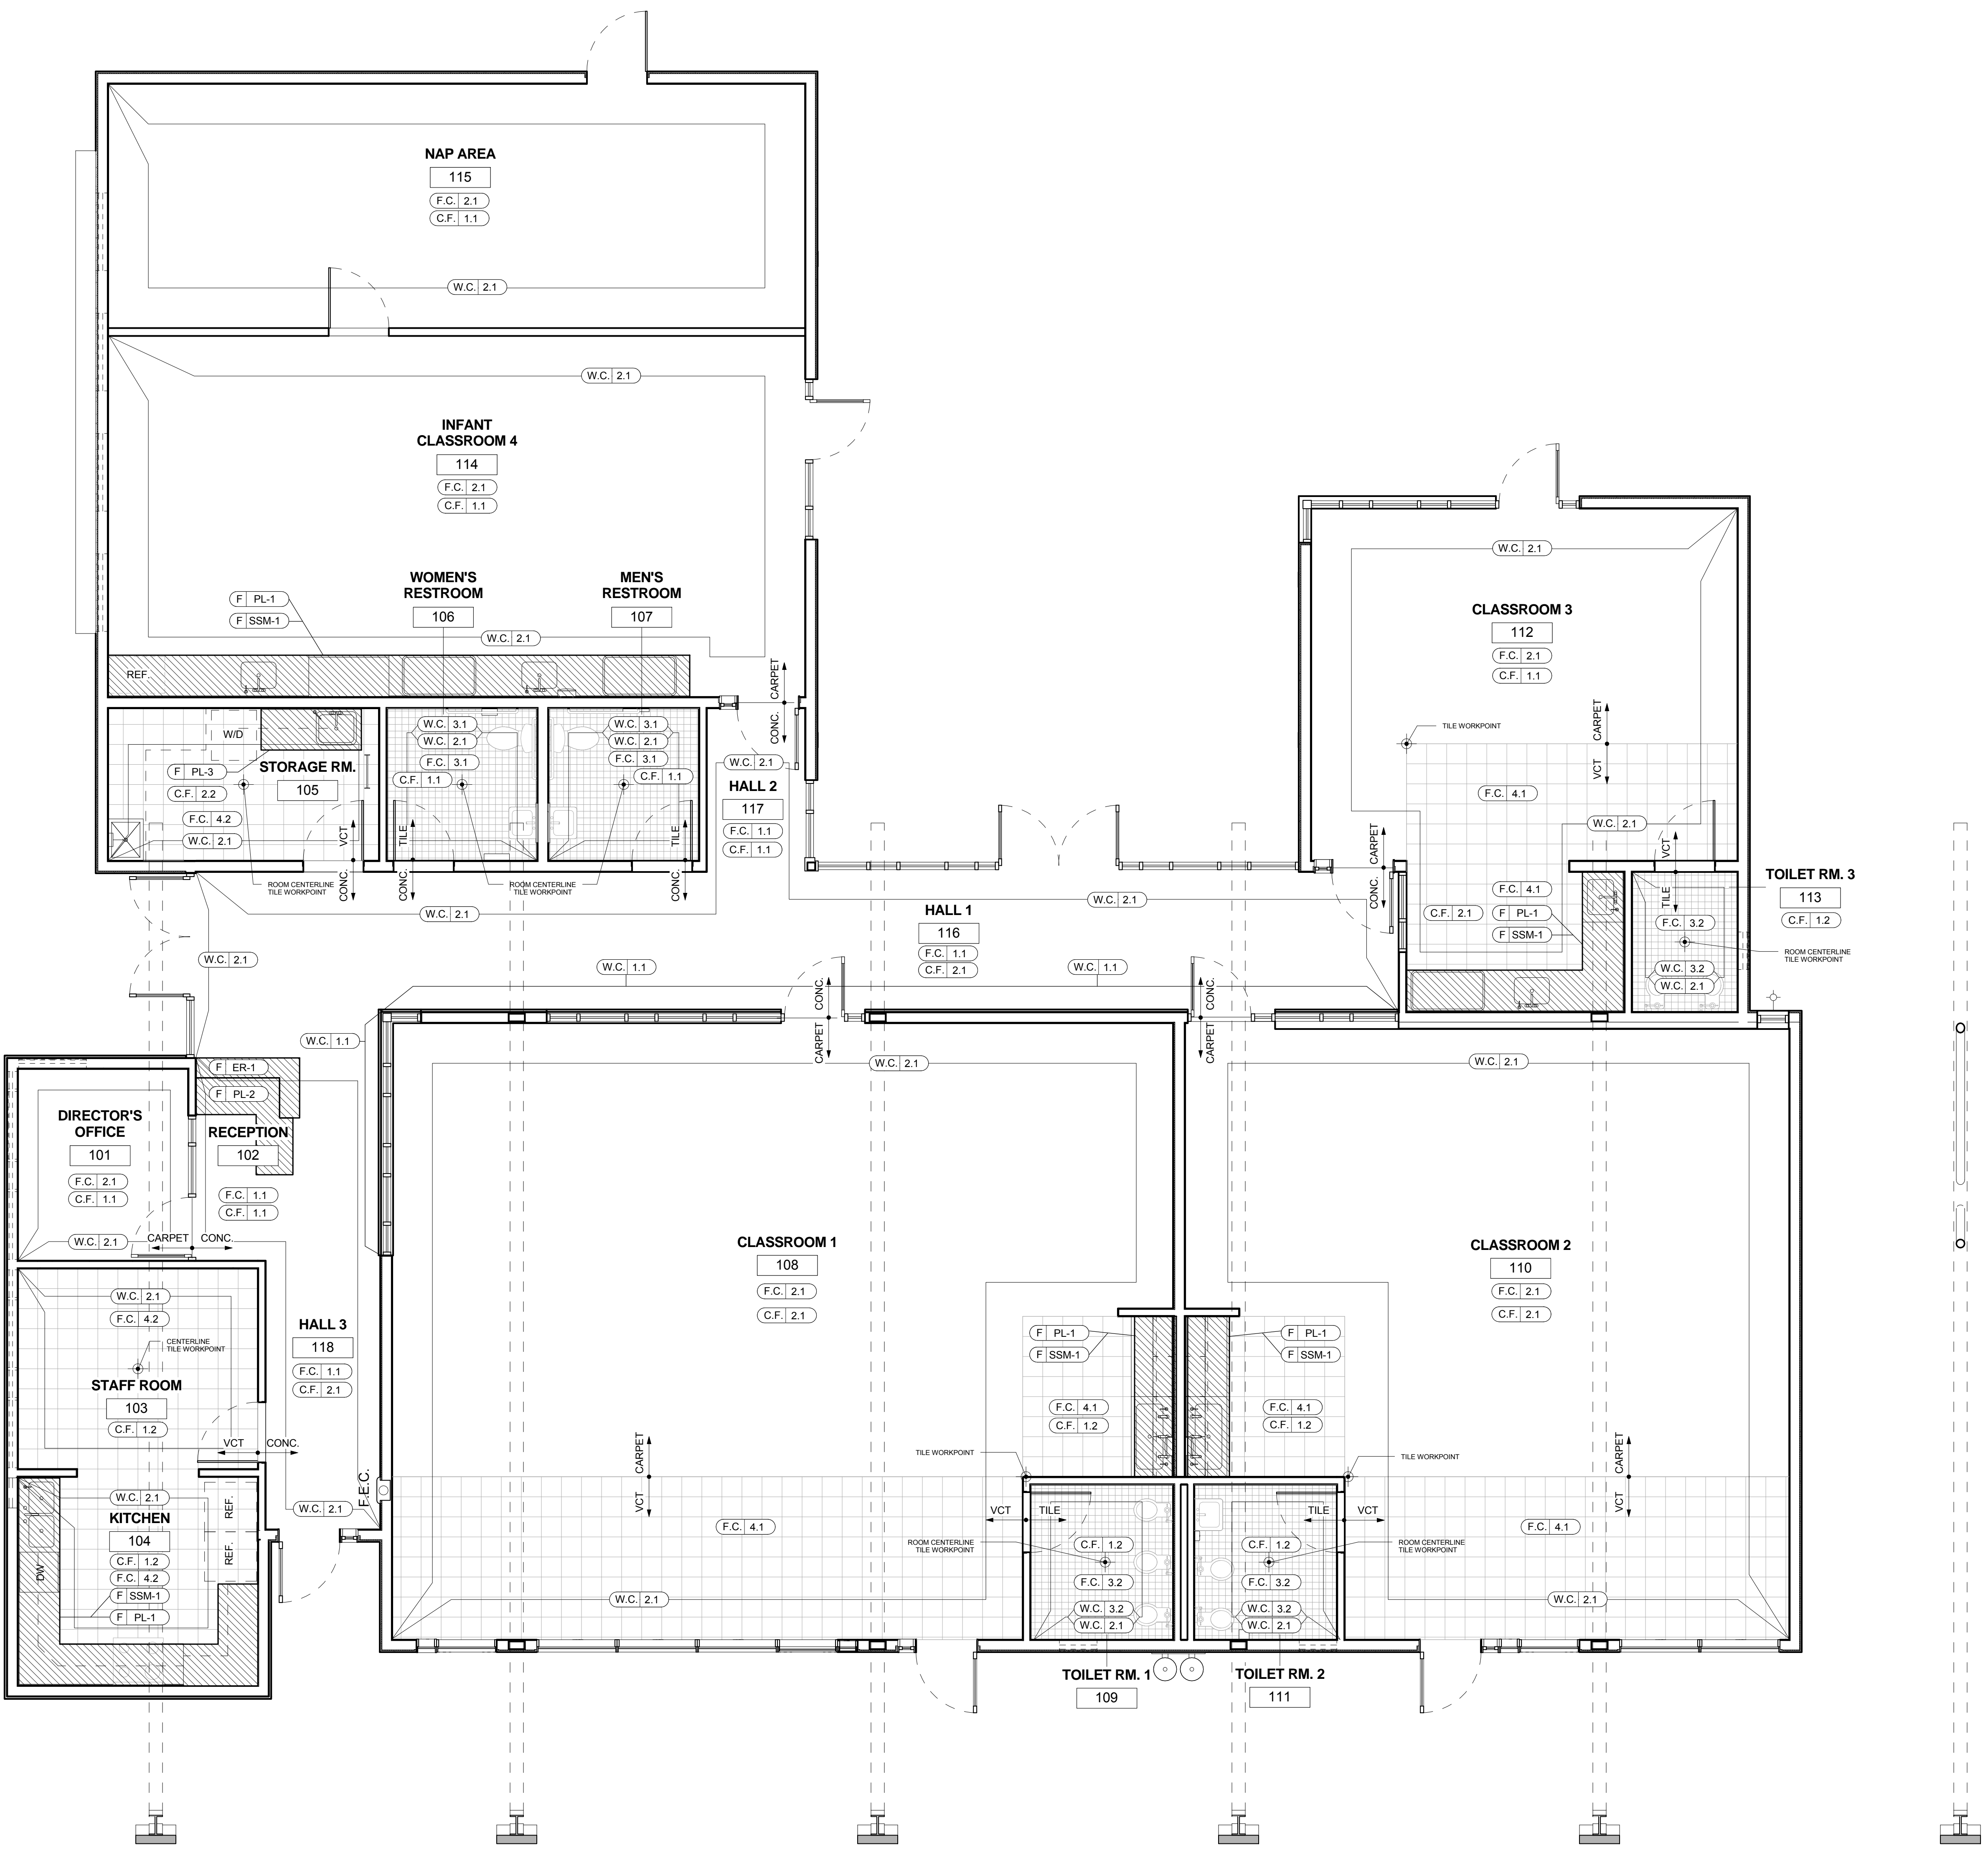 NAP AREA
115
F.C. 2.1
C.F. 1.1
W.C. 2.1
W.C. 2.1
INFANT
CLASSROOM 4
114
F.C. 2.1
C.F. 1.1
F PL-1
F SSM-1
WOMEN'S
RESTROOM
106
MEN'S
RESTROOM
107
W.C. 2.1
REF.
CARPET
CONC.
W/D
F PL-3
STORAGE RM.
105
C.F. 2.2
F.C. 4.2
W.C. 2.1
VCT
CONC.
ROOM CENTERLINE
TILE WORKPOINT
W.C. 3.1
W.C. 2.1
F.C. 3.1
C.F. 1.1
TILE
CONC.
ROOM CENTERLINE
TILE WORKPOINT
W.C. 3.1
W.C. 2.1
F.C. 3.1
C.F. 1.1
TILE
CONC.
W.C. 2.1
HALL 2
117
F.C. 1.1
C.F. 1.1
W.C. 2.1
CLASSROOM 3
112
F.C. 2.1
C.F. 1.1
TILE WORKPOINT
CARPET
VCT
F.C. 4.1
W.C. 2.1
VCT
TILE
CARPET
CONC.
F.C. 4.1
C.F. 2.1
F PL-1
F SSM-1
TOILET RM. 3
113
C.F. 1.2
F.C. 3.2
ROOM CENTERLINE
TILE WORKPOINT
W.C. 3.2
W.C. 2.1
W.C. 2.1
W.C. 2.1
HALL 1
116
F.C. 1.1
C.F. 2.1
W.C. 2.1
W.C. 1.1
W.C. 1.1
CONC.
CARPET
CONC.
CARPET
W.C. 1.1
F ER-1
F PL-2
DIRECTOR'S
OFFICE
101
F.C. 2.1
C.F. 1.1
W.C. 2.1
CARPET
CONC.
RECEPTION
102
F.C. 1.1
C.F. 1.1
W.C. 2.1
F.C. 4.2
CENTERLINE
TILE WORKPOINT
STAFF ROOM
103
C.F. 1.2
VCT
CONC.
HALL 3
118
F.C. 1.1
C.F. 2.1
W.C. 2.1
F.E.C.
W.C. 2.1
KITCHEN
104
C.F. 1.2
F.C. 4.2
F SSM-1
F PL-1
DW
REF.
REF.
W.C. 2.1
CLASSROOM 1
108
F.C. 2.1
C.F. 2.1
F PL-1
F SSM-1
F.C. 4.1
C.F. 1.2
CARPET
VCT
TILE WORKPOINT
F.C. 4.1
VCT
TILE
ROOM CENTERLINE
TILE WORKPOINT
C.F. 1.2
F.C. 3.2
W.C. 3.2
W.C. 2.1
W.C. 2.1
TOILET RM. 1
109
W.C. 2.1
CLASSROOM 2
110
F.C. 2.1
C.F. 2.1
F PL-1
F SSM-1
F.C. 4.1
C.F. 1.2
CARPET
VCT
TILE WORKPOINT
F.C. 4.1
TILE
VCT
ROOM CENTERLINE
TILE WORKPOINT
C.F. 1.2
F.C. 3.2
W.C. 3.2
W.C. 2.1
W.C. 2.1
TOILET RM. 2
111